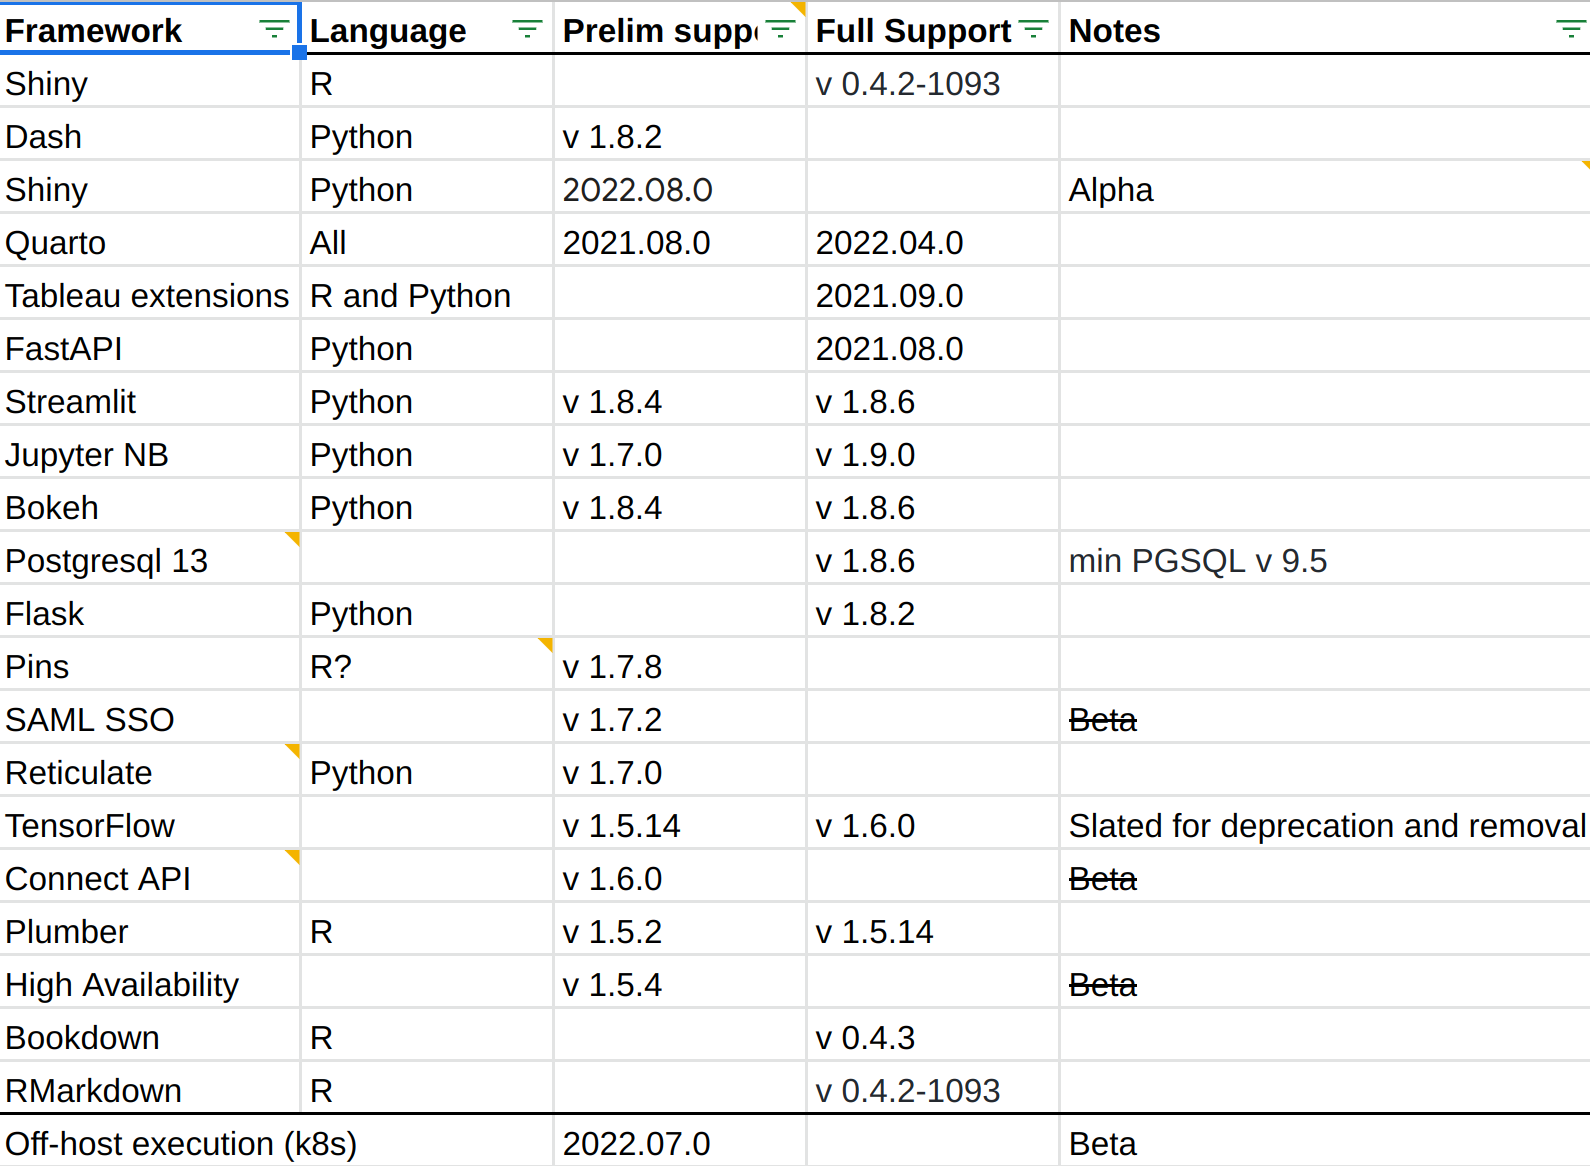 Framework Language Prelim suppo Full Support Notes
Shiny R v 0.4.2-1093
Dash Python v 1.8.2
Shiny Python 2022.08.0 Alpha
Quarto All 2021.08.0 2022.04.0
Tableau extensions R and Python 2021.09.0
FastAPI Python 2021.08.0
Streamlit Python v 1.8.4 v 1.8.6
Jupyter NB Python v 1.7.0 v 1.9.0
Bokeh Python v 1.8.4 v 1.8.6
Postgresql 13 v 1.8.6 min PGSQL v 9.5
Flask Python v 1.8.2
Pins R? v 1.7.8
SAML SSO v 1.7.2 Beta
Reticulate Python v 1.7.0
TensorFlow v 1.5.14 v 1.6.0 Slated for deprecation and removal
Connect API v 1.6.0 Beta
Plumber R v 1.5.2 v 1.5.14
High Availability v 1.5.4 Beta
Bookdown R v 0.4.3
RMarkdown R v 0.4.2-1093
Off-host execution (k8s) 2022.07.0 Beta